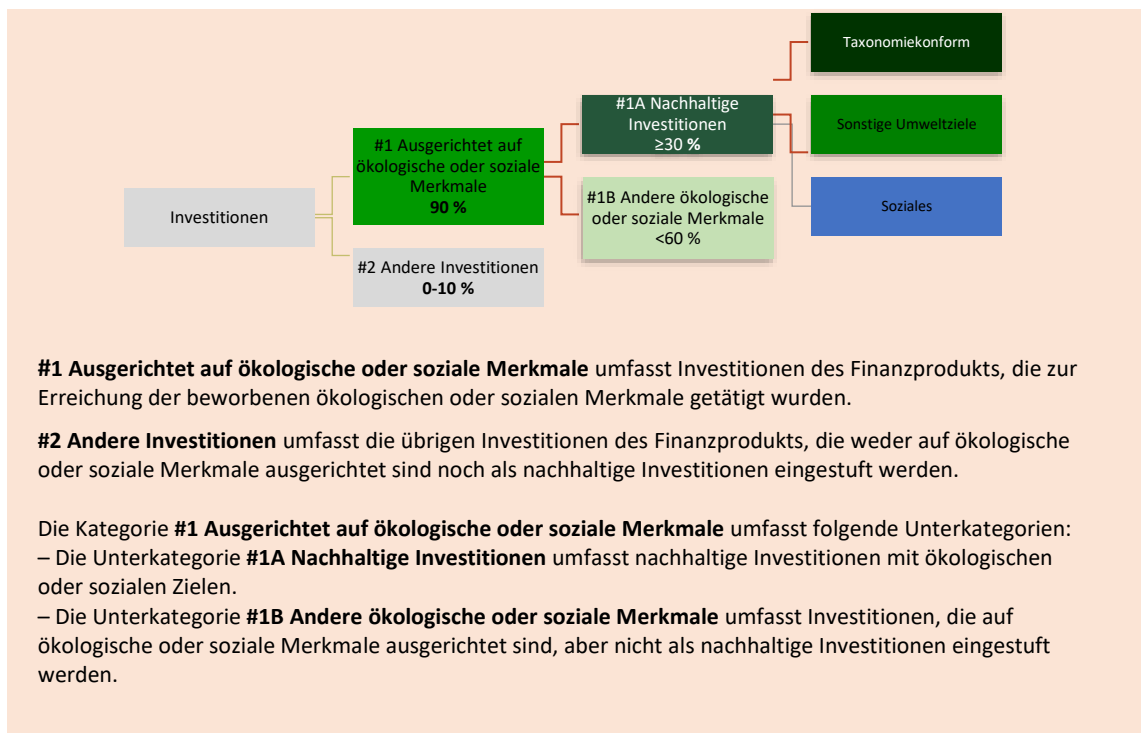 Taxonomiekonform
#1A Nachhaltige
Investitionen
≥30 %
Sonstige Umweltziele
#1 Ausgerichtet auf
ökologische oder soziale
Merkmale
90 %
#1B Andere ökologische
oder soziale Merkmale
<60 %
Soziales
Investitionen
#2 Andere Investitionen
0-10 %
#1 Ausgerichtet auf ökologische oder soziale Merkmale umfasst Investitionen des Finanzprodukts, die zur
Erreichung der beworbenen ökologischen oder sozialen Merkmale getätigt wurden.
#2 Andere Investitionen umfasst die übrigen Investitionen des Finanzprodukts, die weder auf ökologische
oder soziale Merkmale ausgerichtet sind noch als nachhaltige Investitionen eingestuft werden.
Die Kategorie #1 Ausgerichtet auf ökologische oder soziale Merkmale umfasst folgende Unterkategorien:
– Die Unterkategorie #1A Nachhaltige Investitionen umfasst nachhaltige Investitionen mit ökologischen
oder sozialen Zielen.
– Die Unterkategorie #1B Andere ökologische oder soziale Merkmale umfasst Investitionen, die auf
ökologische oder soziale Merkmale ausgerichtet sind, aber nicht als nachhaltige Investitionen eingestuft
werden.